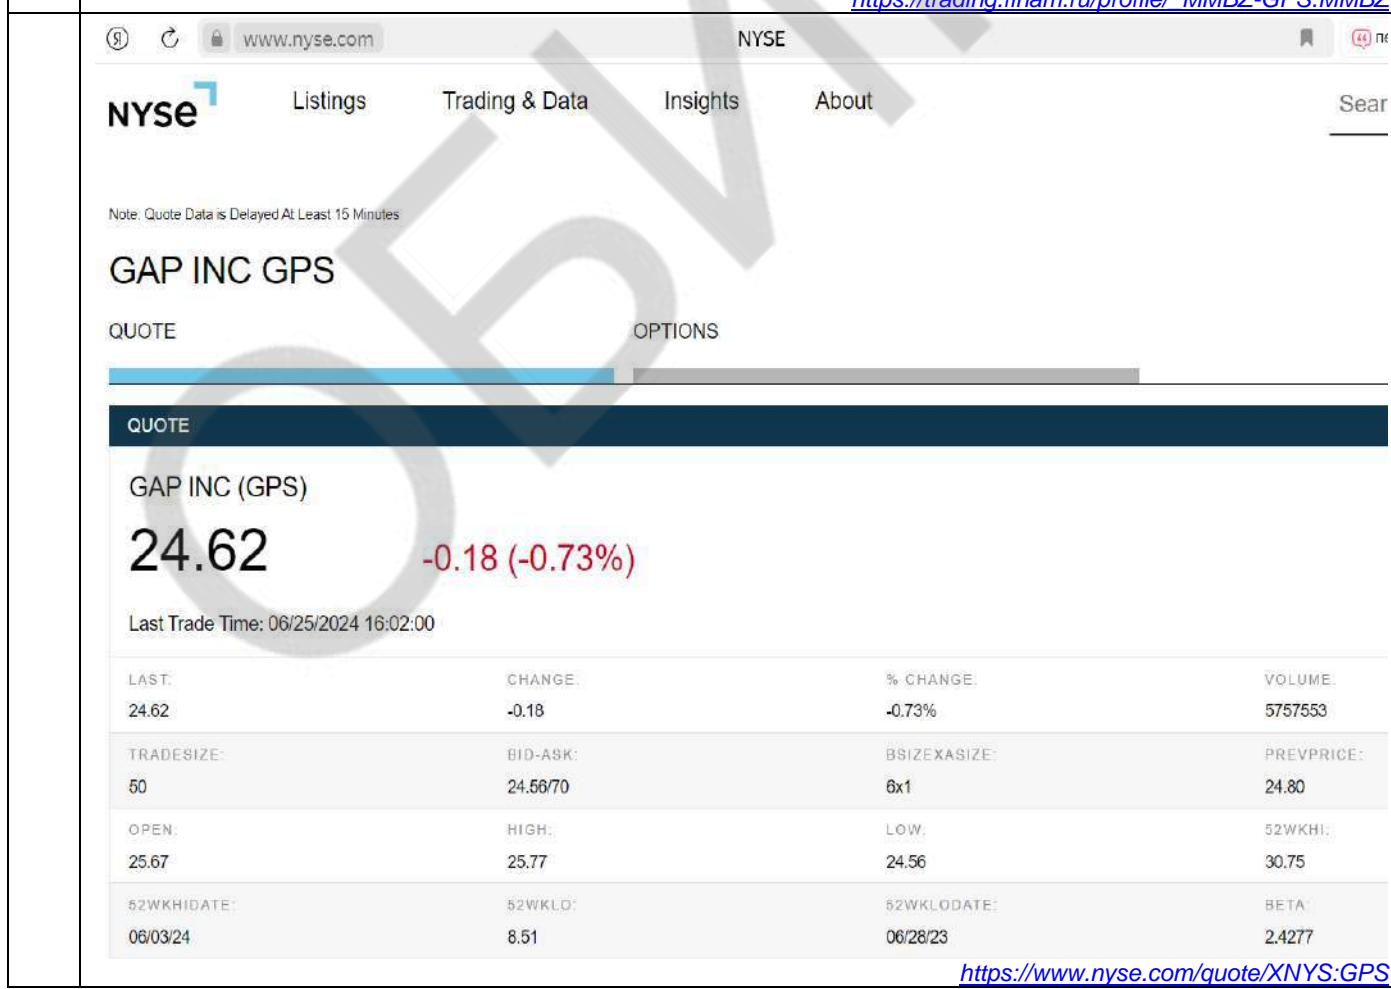 https://trading.finam.ru/profile/_MMBZ-GPS.MMBZ
www.nyse.com NYSE
NYSE Listings Trading & Data Insights About Sear
Note. Quote Data is Delayed At Least 15 Minutes
GAP INC GPS
QUOTE OPTIONS
QUOTE
GAP INC (GPS)
24.62 -0.18 (-0.73%)
Last Trade Time: 06/25/2024 16:02:00
LAST: CHANGE: % CHANGE: VOLUME:
24.62 -0.18 -0.73% 5757553
TRADESIZE: BID-ASK: BSIZEXASIZE: PREVPRICE:
50 24.56/70 6x1 24.80
OPEN: HIGH: LOW: 52WKHI:
25.67 25.77 24.56 30.75
52WKHIDATE: 52WKLO: 52WKLODATE: BETA:
06/03/24 8.51 06/28/23 2.4277
https://www.nyse.com/quote/XNYS:GPS